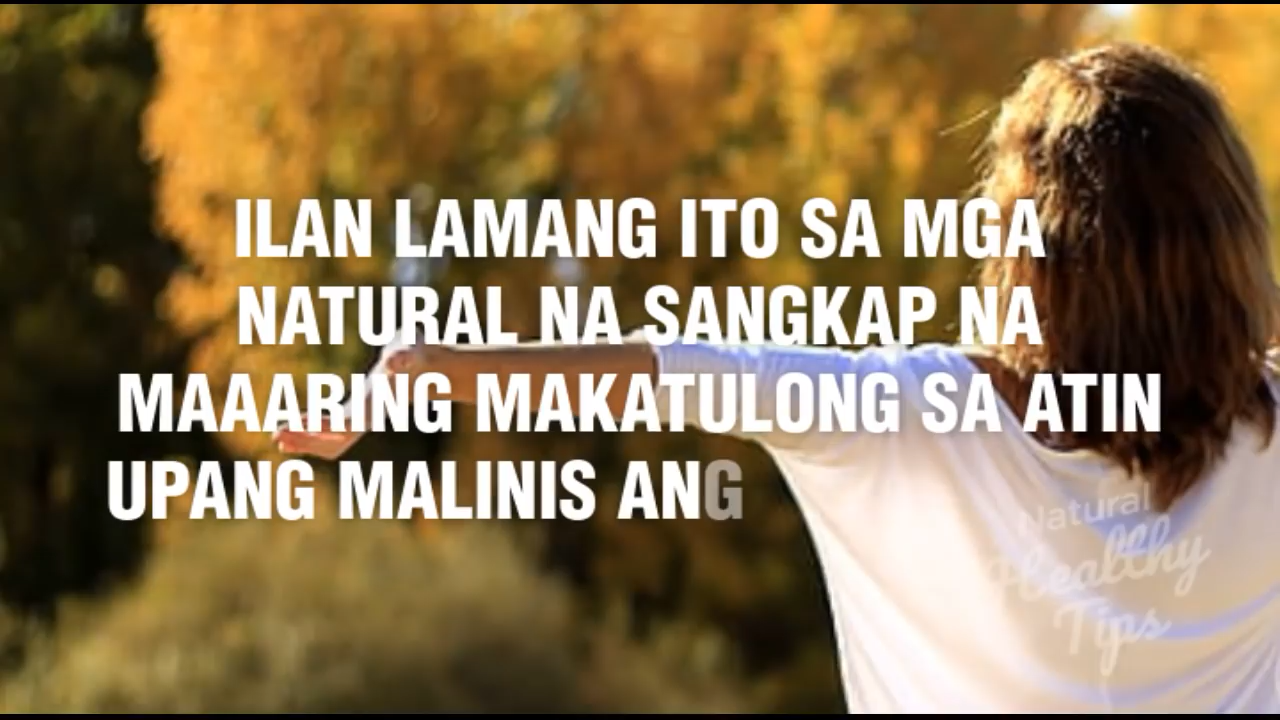 ILAN LAMANG ITO SA MGA
NATURAL NA SANGKAP NA
MAAARING MAKATULONG SA ATIN
UPANG MALINIS ANG
Natural
Healthy
Tips